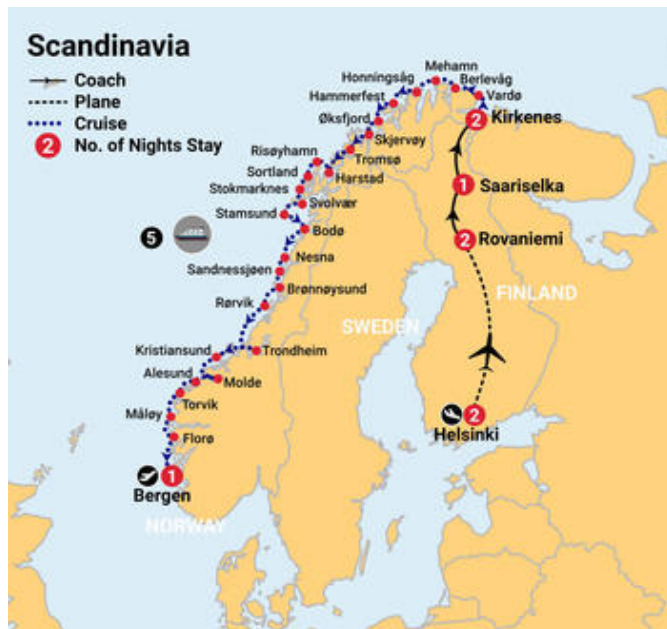 Scandinavia
Coach
Plane
Cruise
2 No. of Nights Stay
Mehamn
Honningsåg
Berlevåg
Hammerfest
Vardø
Øksfjord
2
Kirkenes
Skjervøy
Risøyhamn
Tromsø
Sortland
Harstad
1 Saariselka
Stokmarknes
Svolvær
Stamsund
Bodø
5
2 Rovaniemi
Nesna
Sandnessjøen
Brønnøysund
FINLAND
Rørvik
SWEDEN
Kristiansund
Trondheim
Alesund
Molde
Torvik
Måløy
2
Helsinki
Florø
1
Bergen
NORWAY